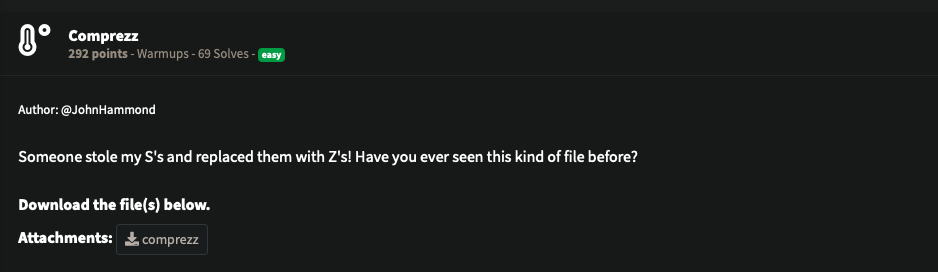 Comprezz
292 points - Warmups - 69 Solves - easy
Author: @JohnHammond
Someone stole my S's and replaced them with Z's! Have you ever seen this kind of file before?
Download the file(s) below.
Attachments: comprezz